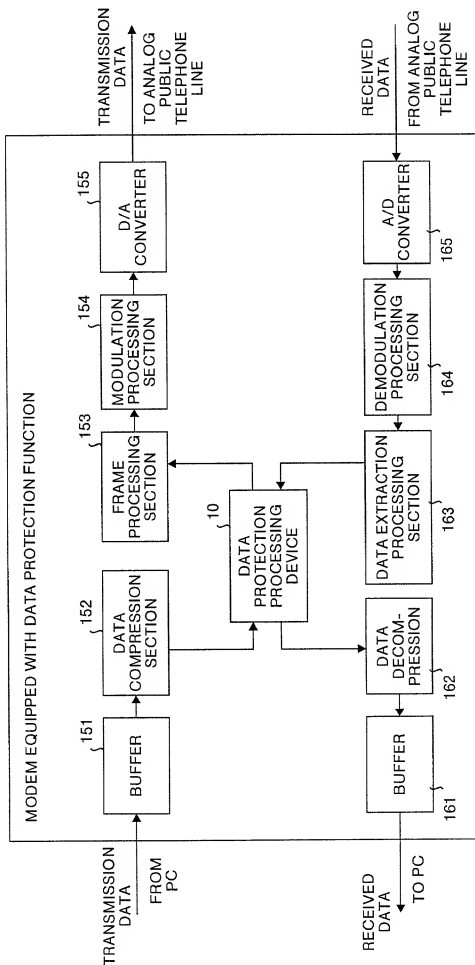 MODEM EQUIPPED WITH DATA PROTECTION FUNCTION
TRANSMISSION
DATA
FROM
PC
151
BUFFER
152
DATA
COMPRESSION
SECTION
153
FRAME
PROCESSING
SECTION
154
MODULATION
PROCESSING
SECTION
155
D/A
CONVERTER
TRANSMISSION
DATA
TO ANALOG
PUBLIC
TELEPHONE
LINE
10
DATA
PROTECTION
PROCESSING
DEVICE
RECEIVED
DATA
TO PC
BUFFER
161
DATA
DECOM-
PRESSION
162
DATA EXTRACTION
PROCESSING
SECTION
163
DEMODULATION
PROCESSING
SECTION
164
A/D
CONVERTER
165
RECEIVED
DATA
FROM ANALOG
PUBLIC
TELEPHONE
LINE